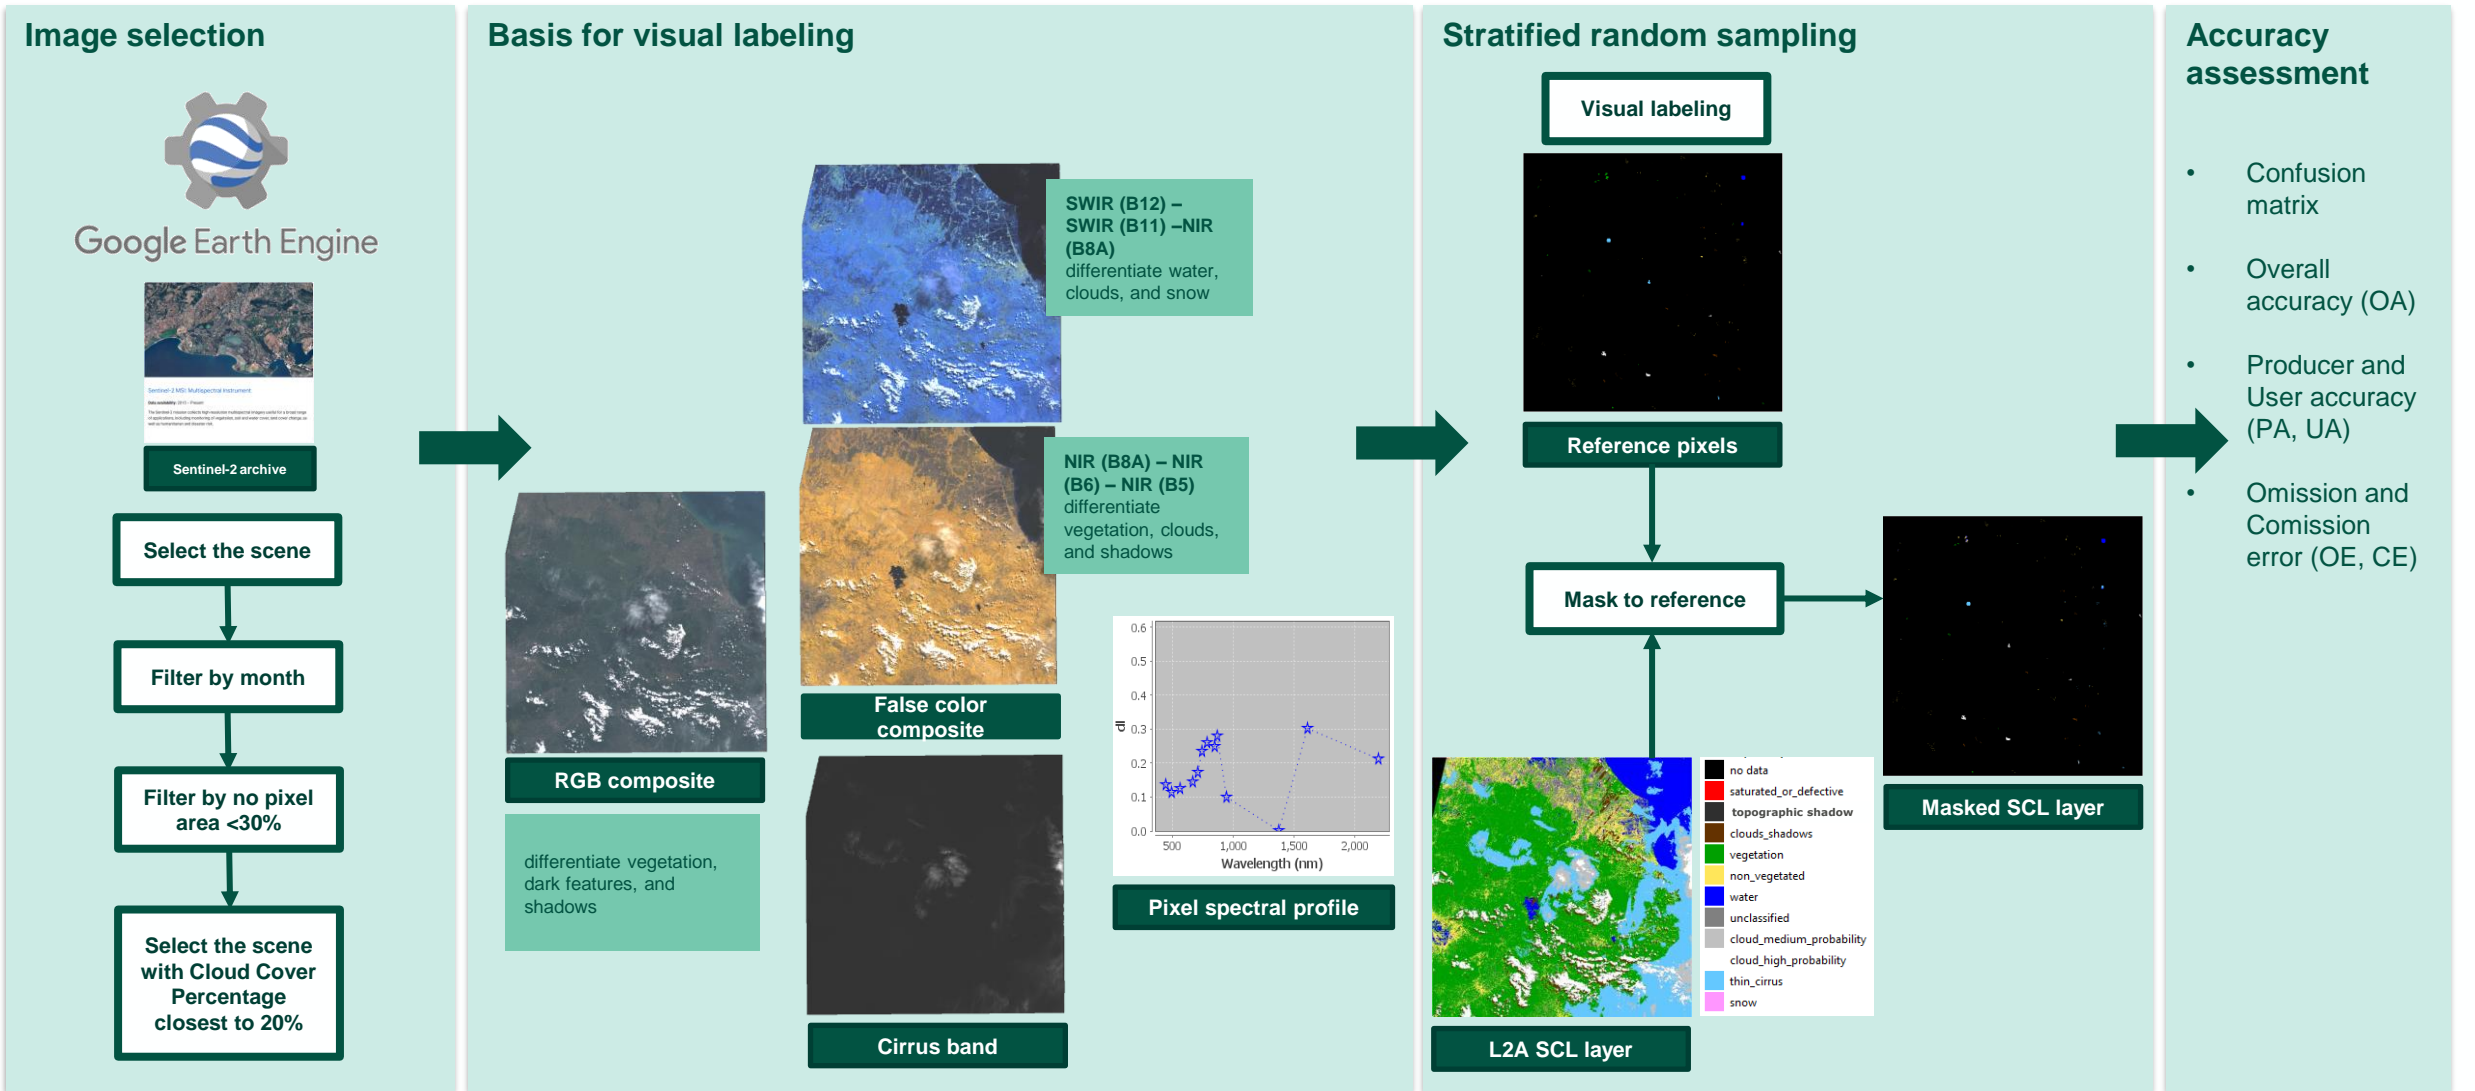 Image selection
Google Earth Engine
Sentinel-2 MSI: Multispectral Instrument
Sentinel-2 archive
Select the scene
Filter by month
Filter by no pixel
area <30%
Select the scene
with Cloud Cover
Percentage
closest to 20%
Basis for visual labeling
SWIR (B12) –
SWIR (B11) –NIR
(B8A)
differentiate water,
clouds, and snow
NIR (B8A) – NIR
(B6) – NIR (B5)
differentiate
vegetation, clouds,
and shadows
False color
composite
RGB composite
differentiate vegetation,
dark features, and
shadows
Cirrus band
0.6
0.5
0.4
0.3
0.2
0.1
0.0
dl
500
1,000
1,500
2,000
Wavelength (nm)
Pixel spectral profile
Stratified random sampling
Visual labeling
Reference pixels
Mask to reference
Masked SCL layer
L2A SCL layer
no data
saturated_or_defective
topographic shadow
clouds_shadows
vegetation
non_vegetated
water
unclassified
cloud_medium_probability
cloud_high_probability
thin_cirrus
snow
Accuracy
assessment
• Confusion
matrix
• Overall
accuracy (OA)
• Producer and
User accuracy
(PA, UA)
• Omission and
Comission
error (OE, CE)